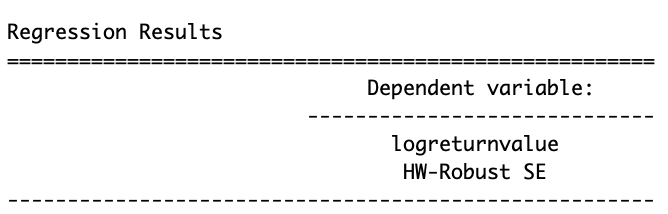 Regression Results
======================================================
Dependent variable:
-----------------------------
logreturnvalue
HW-Robust SE
------------------------------------------------------